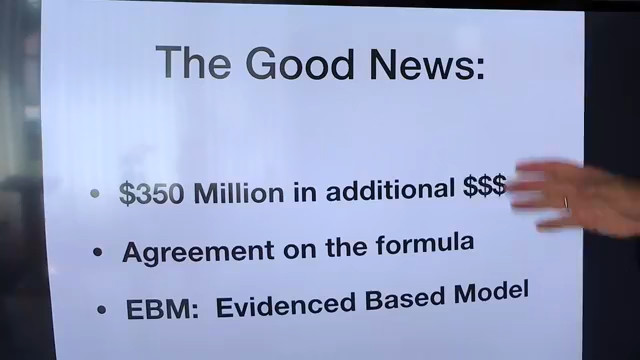 The Good News:
• $350 Million in additional $$$
• Agreement on the formula
• EBM: Evidenced Based Model